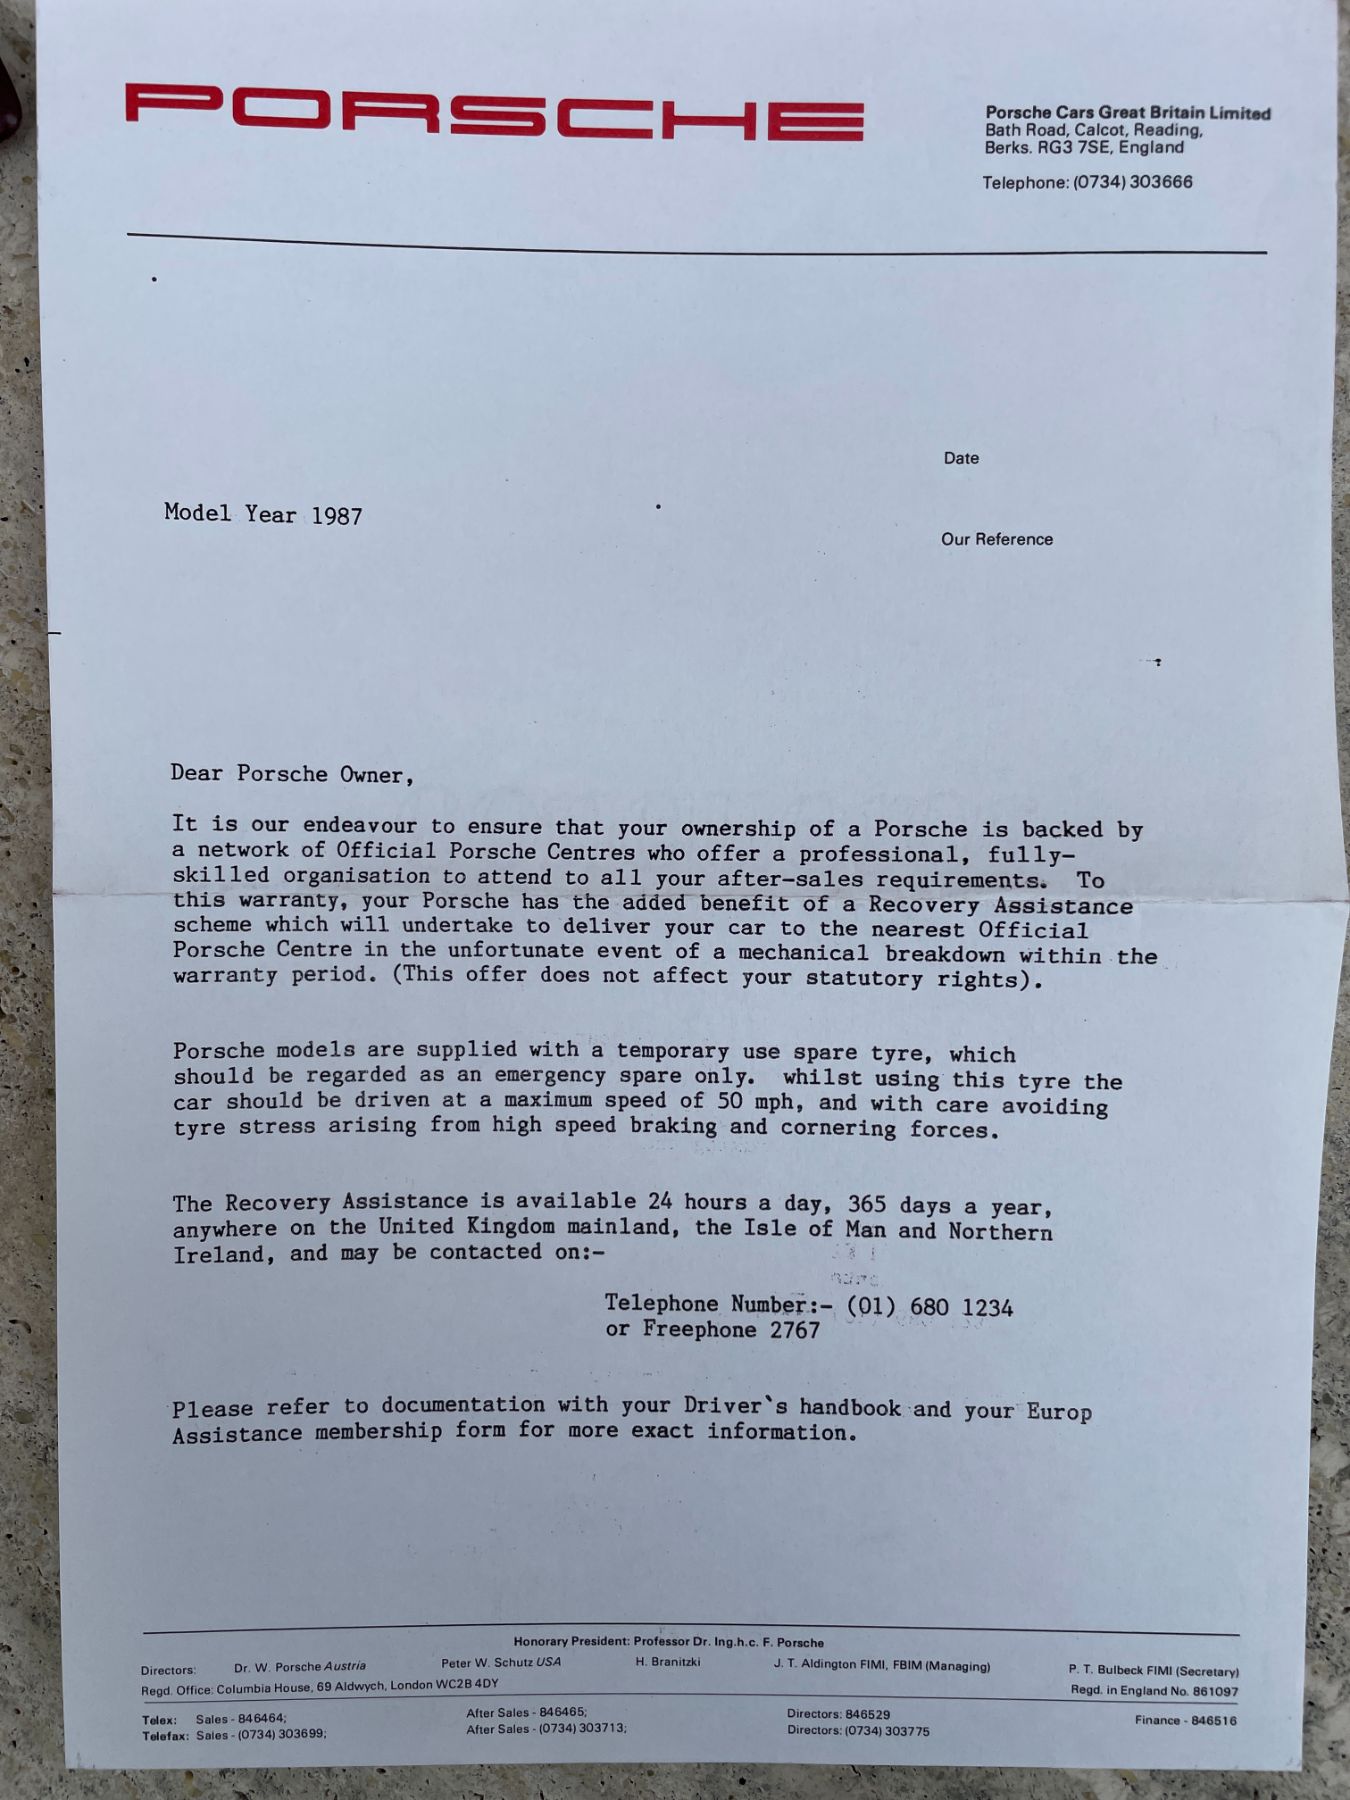 PORSCHE
Porsche Cars Great Britain Limited
Bath Road, Calcot, Reading,
Berks. RG3 7SE, England
Telephone: (0734) 303666
Date
Model Year 1987
Our Reference
Dear Porsche Owner,
It is our endeavour to ensure that your ownership of a Porsche is backed by
a network of Official Porsche Centres who offer a professional, fully-
skilled organisation to attend to all your after-sales requirements. To
this warranty, your Porsche has the added benefit of a Recovery Assistance
scheme which will undertake to deliver your car to the nearest Official
Porsche Centre in the unfortunate event of a mechanical breakdown within the
warranty period. (This offer does not affect your statutory rights).
Porsche models are supplied with a temporary use spare tyre, which
should be regarded as an emergency spare only. whilst using this tyre the
car should be driven at a maximum speed of 50 mph, and with care avoiding
tyre stress arising from high speed braking and cornering forces.
The Recovery Assistance is available 24 hours a day, 365 days a year,
anywhere on the United Kingdom mainland, the Isle of Man and Northern
Ireland, and may be contacted on:-
Telephone Number:- (01) 680 1234
or Freephone 2767
Please refer to documentation with your Driver`s handbook and your Europ
Assistance membership form for more exact information.
Honorary President: Professor Dr. Ing.h.c. F. Porsche
Directors: Dr. W. Porsche Austria Peter W. Schutz USA H. Branitzki J. T. Aldington FIMI, FBIM (Managing) P. T. Bulbeck FIMI (Secretary)
Regd. Office: Columbia House, 69 Aldwych, London WC2B 4DY Regd. in England No. 861097
Telex: Sales - 846464; After Sales - 846465; Directors: 846529 Finance - 846516
Telefax: Sales - (0734) 303699; After Sales - (0734) 303713; Directors: (0734) 303775